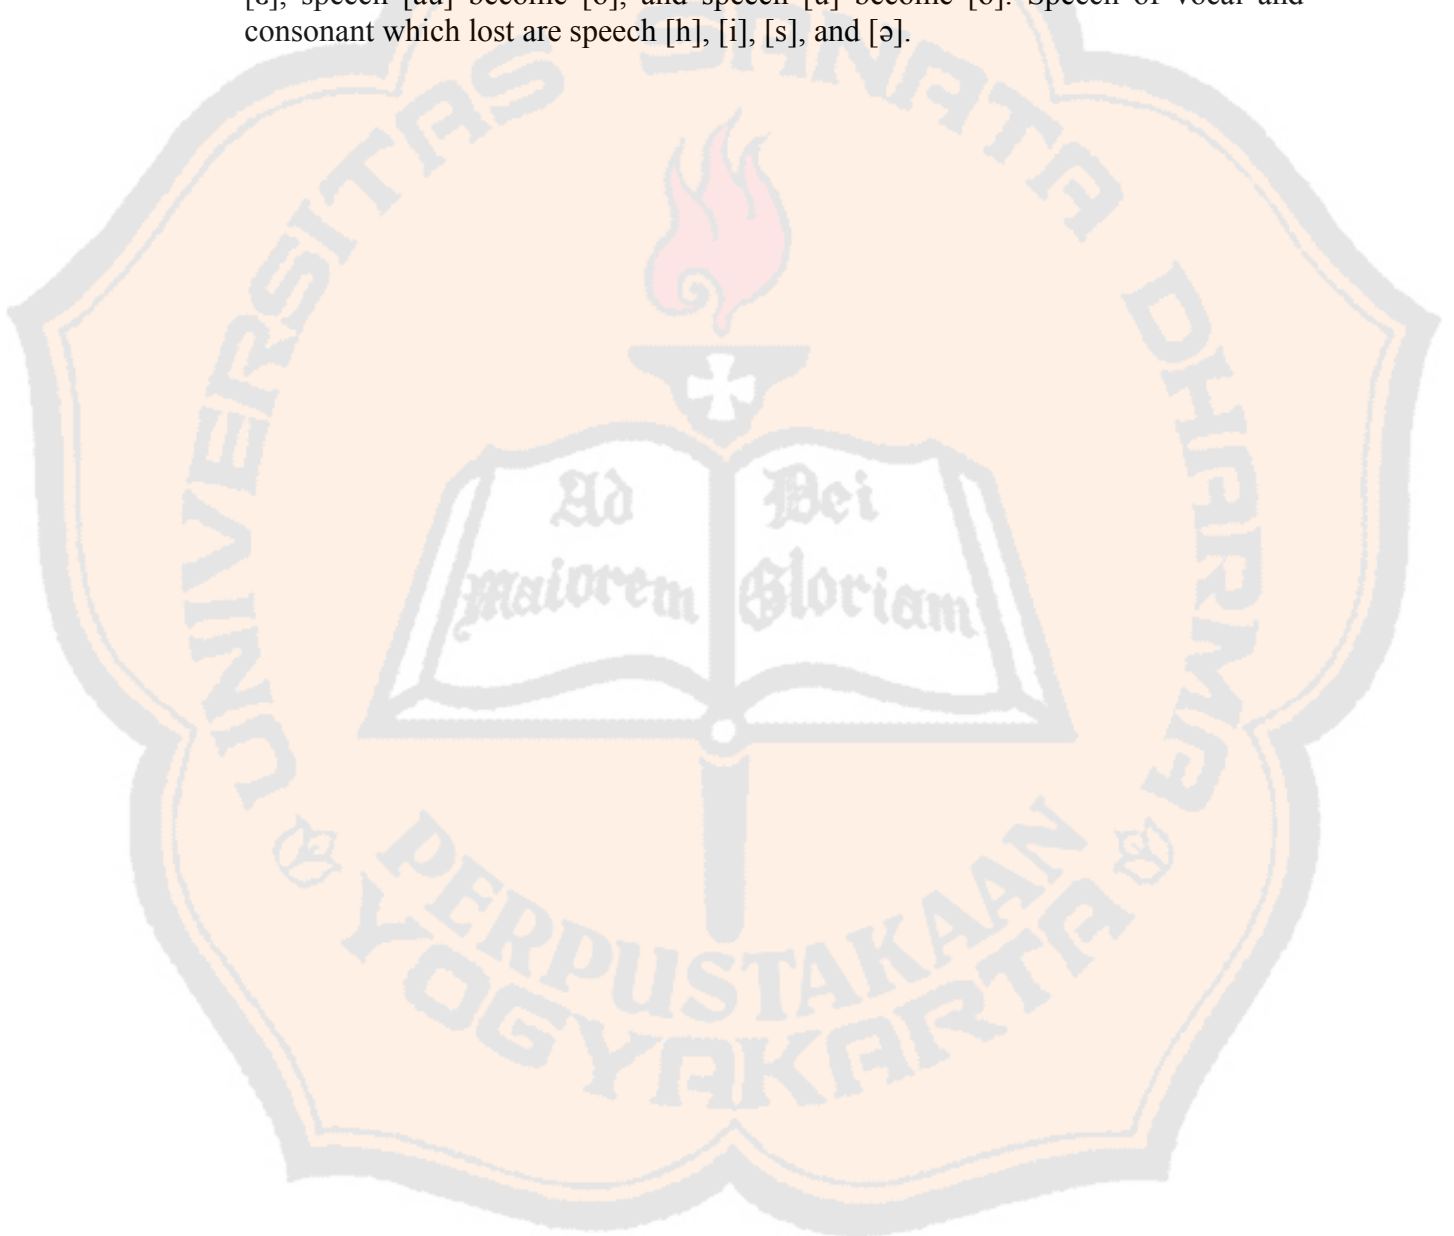 speech [au] become [o], and speech [u] become [o]. Speech of vocal and
consonant which lost are speech [h], [i], [s], and [ə].
UNIVERSITAS SANATA DHARMA
Ad Dei
Maiorem Gloriam
PERPUSTAKAAN
YOGYAKARTA